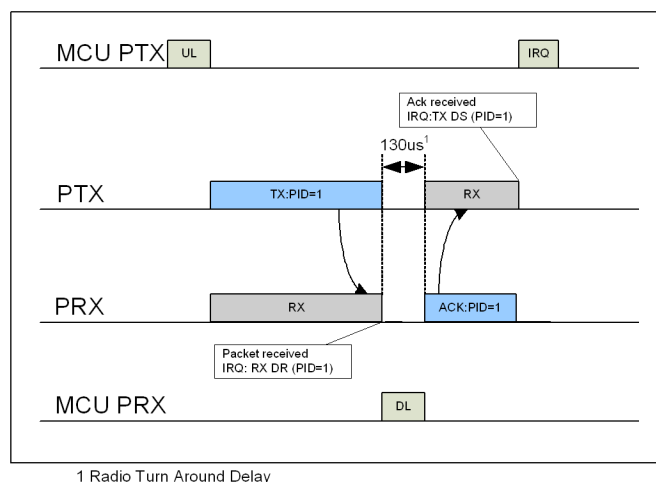 MCU PTX
UL
IRQ
Ack received
IRQ:TX DS (PID=1)
130us1
PTX
TX:PID=1
RX
PRX
RX
ACK:PID=1
Packet received
IRQ: RX DR (PID=1)
MCU PRX
DL
1 Radio Turn Around Delay